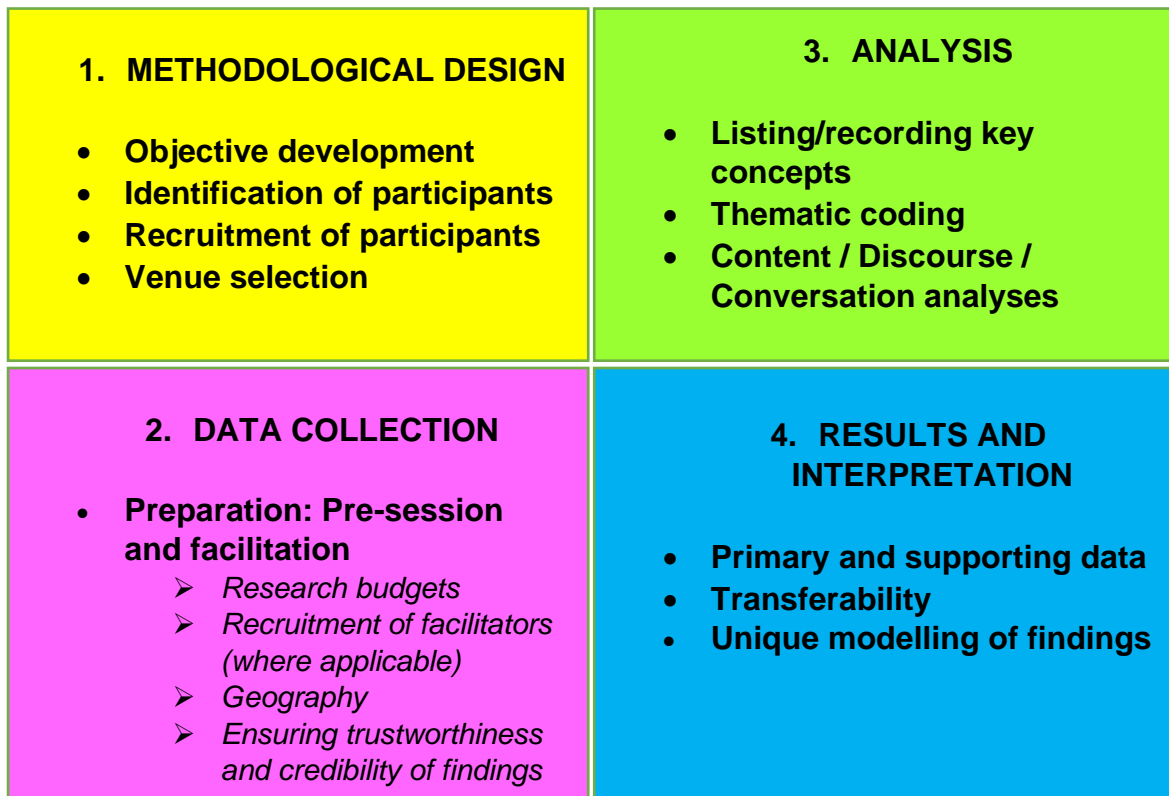 1. METHODOLOGICAL DESIGN
• Objective development
• Identification of participants
• Recruitment of participants
• Venue selection
2. DATA COLLECTION
• Preparation: Pre-session
and facilitation
➢ Research budgets
➢ Recruitment of facilitators
(where applicable)
➢ Geography
➢ Ensuring trustworthiness
and credibility of findings
3. ANALYSIS
• Listing/recording key
concepts
• Thematic coding
• Content / Discourse /
Conversation analyses
4. RESULTS AND
INTERPRETATION
• Primary and supporting data
• Transferability
• Unique modelling of findings